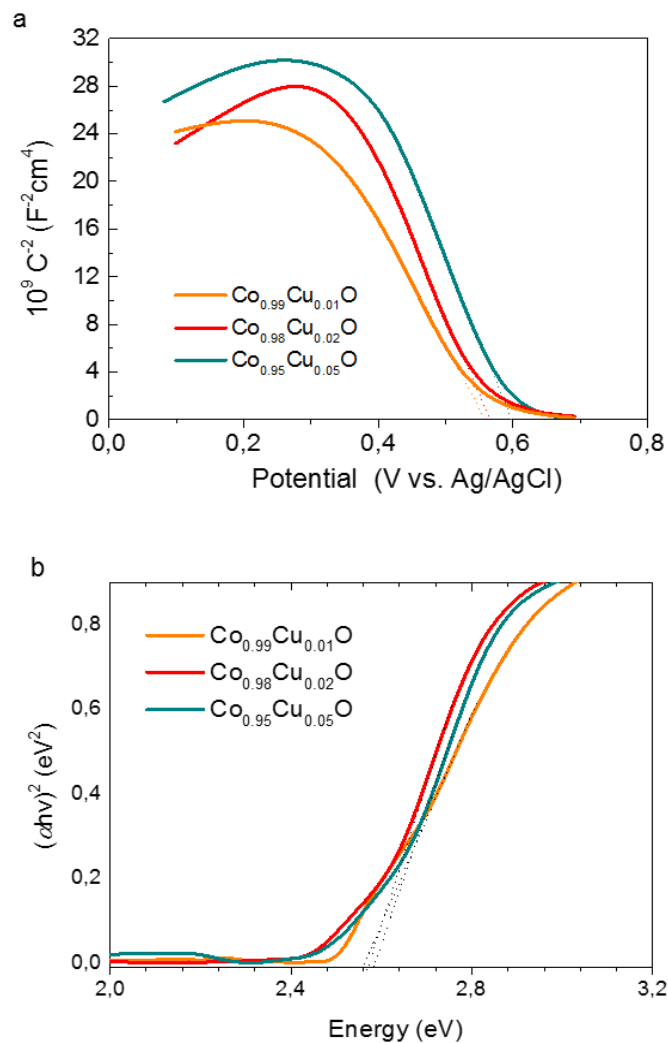 a
32
28
24
20
16
12
8
4
0
10⁹ C⁻² (F⁻²cm⁴)
Co₀.₉₉Cu₀.₀₁O
Co₀.₉₈Cu₀.₀₂O
Co₀.₉₅Cu₀.₀₅O
0,0 0,2 0,4 0,6 0,8
Potential (V vs. Ag/AgCl)
b
0,8
0,6
0,4
0,2
0,0
(αhν)² (eV²)
Co₀.₉₉Cu₀.₀₁O
Co₀.₉₈Cu₀.₀₂O
Co₀.₉₅Cu₀.₀₅O
2,0 2,4 2,8 3,2
Energy (eV)